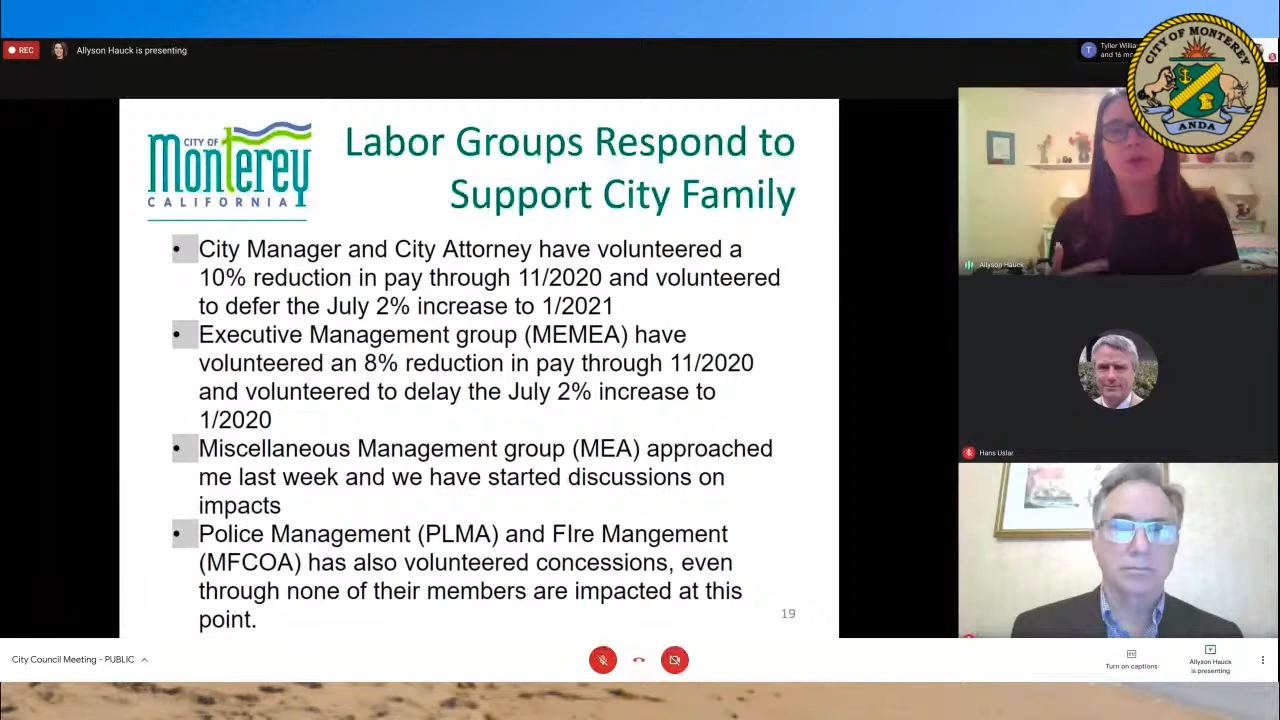 REC
Allyson Hauck is presenting
T
and 16
CITY OF MONTEREY
ANDA
CITY OF
Monterey
CALIFORNIA
Labor Groups Respond to
Support City Family
• City Manager and City Attorney have volunteered a
10% reduction in pay through 11/2020 and volunteered
to defer the July 2% increase to 1/2021
• Executive Management group (MEMEA) have
volunteered an 8% reduction in pay through 11/2020
and volunteered to delay the July 2% increase to
1/2020
• Miscellaneous Management group (MEA) approached
me last week and we have started discussions on
impacts
• Police Management (PLMA) and FIre Mangement
(MFCOA) has also volunteered concessions, even
through none of their members are impacted at this
point.
19
Allyson Hauck
Hans Uslar
City Council Meeting - PUBLIC
Turn on captions
Allyson Hauck
is presenting